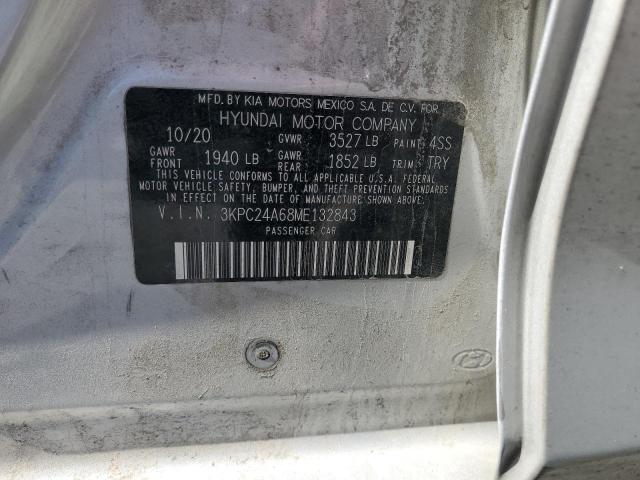 MFD. BY KIA MOTORS MEXICO S.A. DE C.V. FOR
HYUNDAI MOTOR COMPANY
10/20 GVWR 3527 LB PAINT 4SS
GAWR FRONT 1940 LB GAWR REAR 1852 LB TRIM TRY
THIS VEHICLE CONFORMS TO ALL APPLICABLE U.S.A. FEDERAL
MOTOR VEHICLE SAFETY, BUMPER, AND THEFT PREVENTION STANDARDS
IN EFFECT ON THE DATE OF MANUFACTURE SHOWN ABOVE.
V.I.N. 3KPC24A68ME132843
PASSENGER CAR